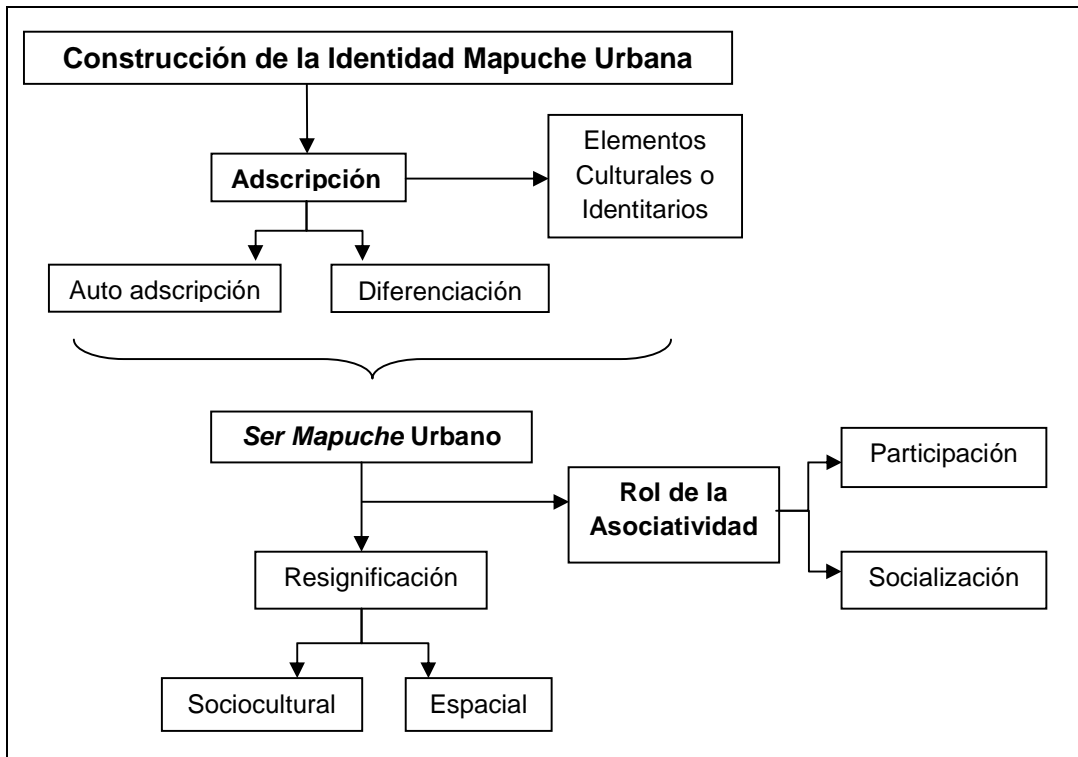 Construcción de la Identidad Mapuche Urbana
Elementos
Culturales o
Identitarios
Adscripción
Auto adscripción
Diferenciación
Ser Mapuche Urbano
Rol de la
Asociatividad
Participación
Socialización
Resignificación
Sociocultural
Espacial